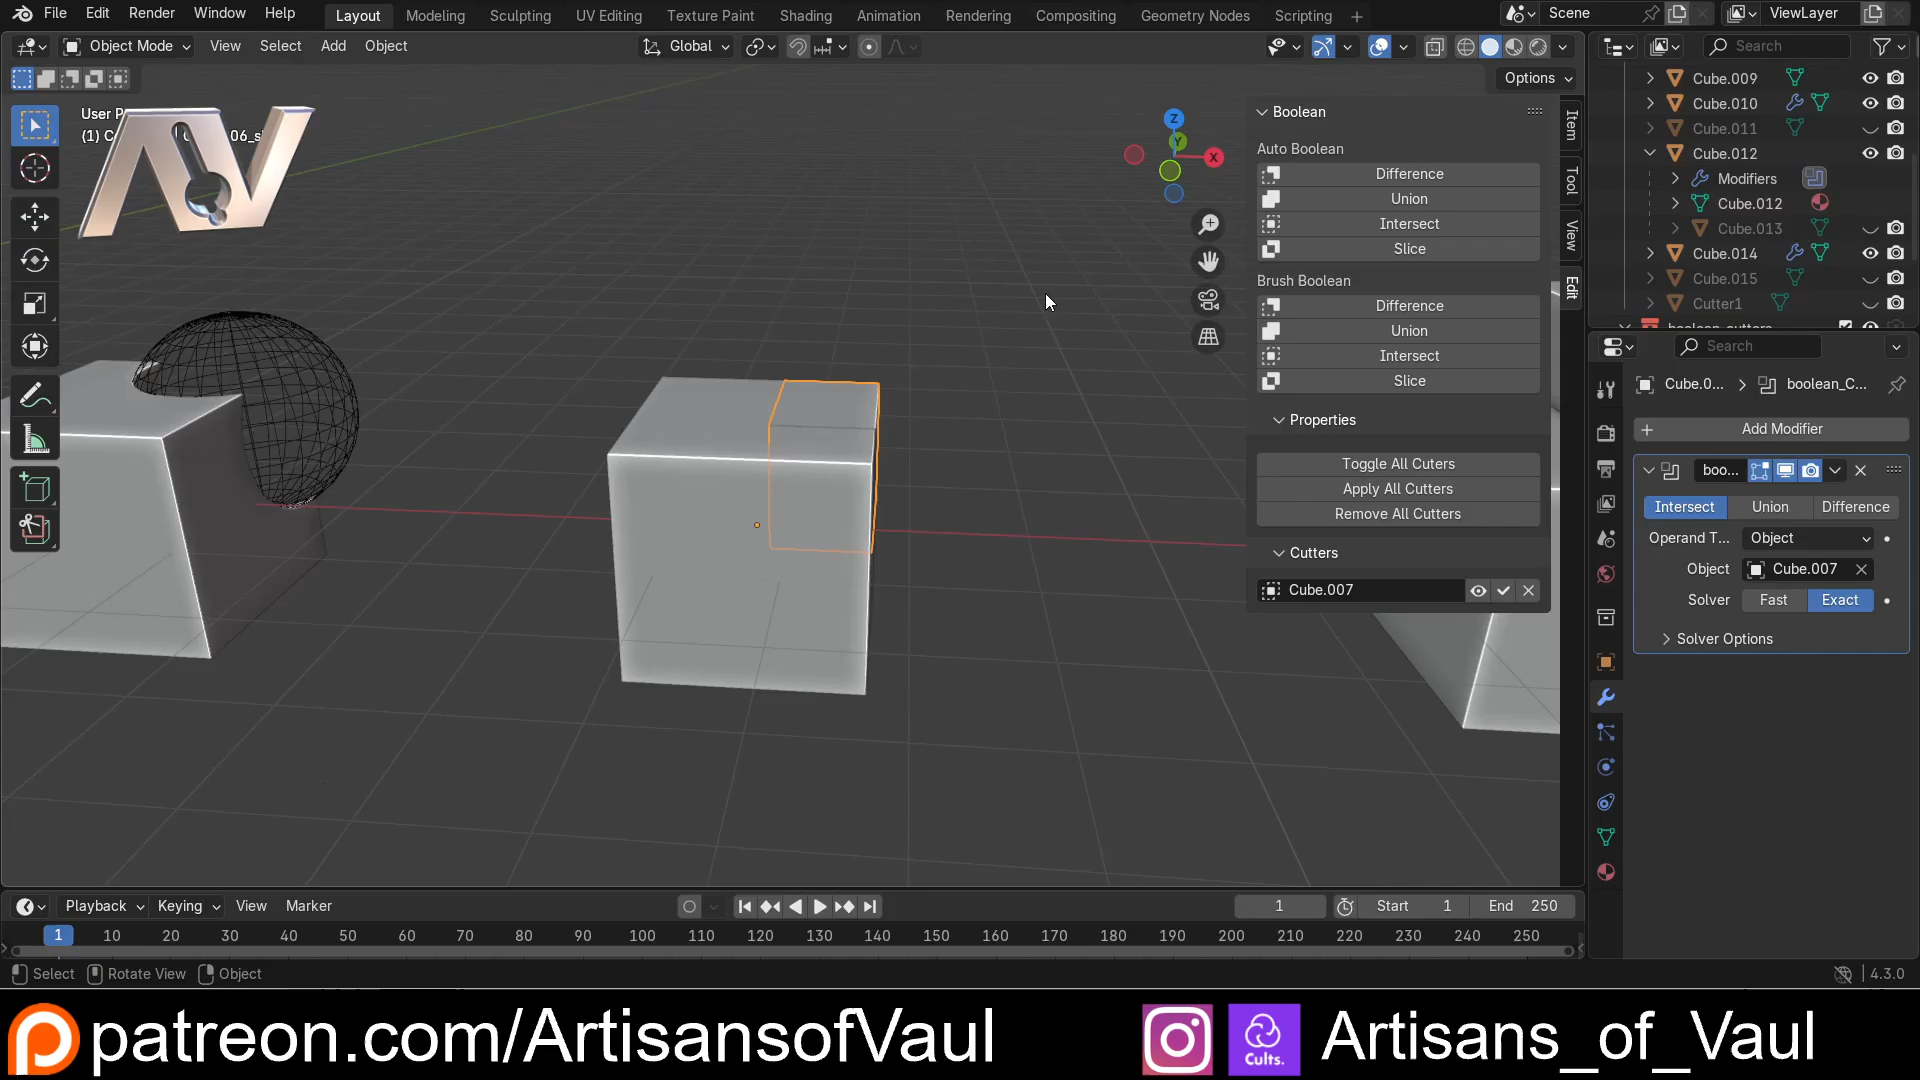 File Edit Render Window Help Layout Modeling Sculpting UV Editing Texture Paint Shading Animation Rendering Compositing Geometry Nodes Scripting + Scene ViewLayer
Object Mode View Select Add Object Global Search
Options
User P
(1) C 06_s
AV
Z
Y
X
Boolean
Auto Boolean
Difference
Union
Intersect
Slice
Brush Boolean
Difference
Union
Intersect
Slice
Properties
Toggle All Cuters
Apply All Cutters
Remove All Cutters
Cutters
Cube.007
Item
Tool
View
Edit
Cube.009
Cube.010
Cube.011
Cube.012
Modifiers
Cube.012
Cube.013
Cube.014
Cube.015
Cutter1
boolean_cutters
Search
Cube.0... boolean_C...
Add Modifier
boo...
Intersect Union Difference
Operand T... Object
Object Cube.007
Solver Fast Exact
Solver Options
Playback Keying View Marker 1 Start 1 End 250
1 10 20 30 40 50 60 70 80 90 100 110 120 130 140 150 160 170 180 190 200 210 220 230 240 250
Select Rotate View Object 4.3.0
patreon.com/ArtisansofVaul Cults. Artisans_of_Vaul